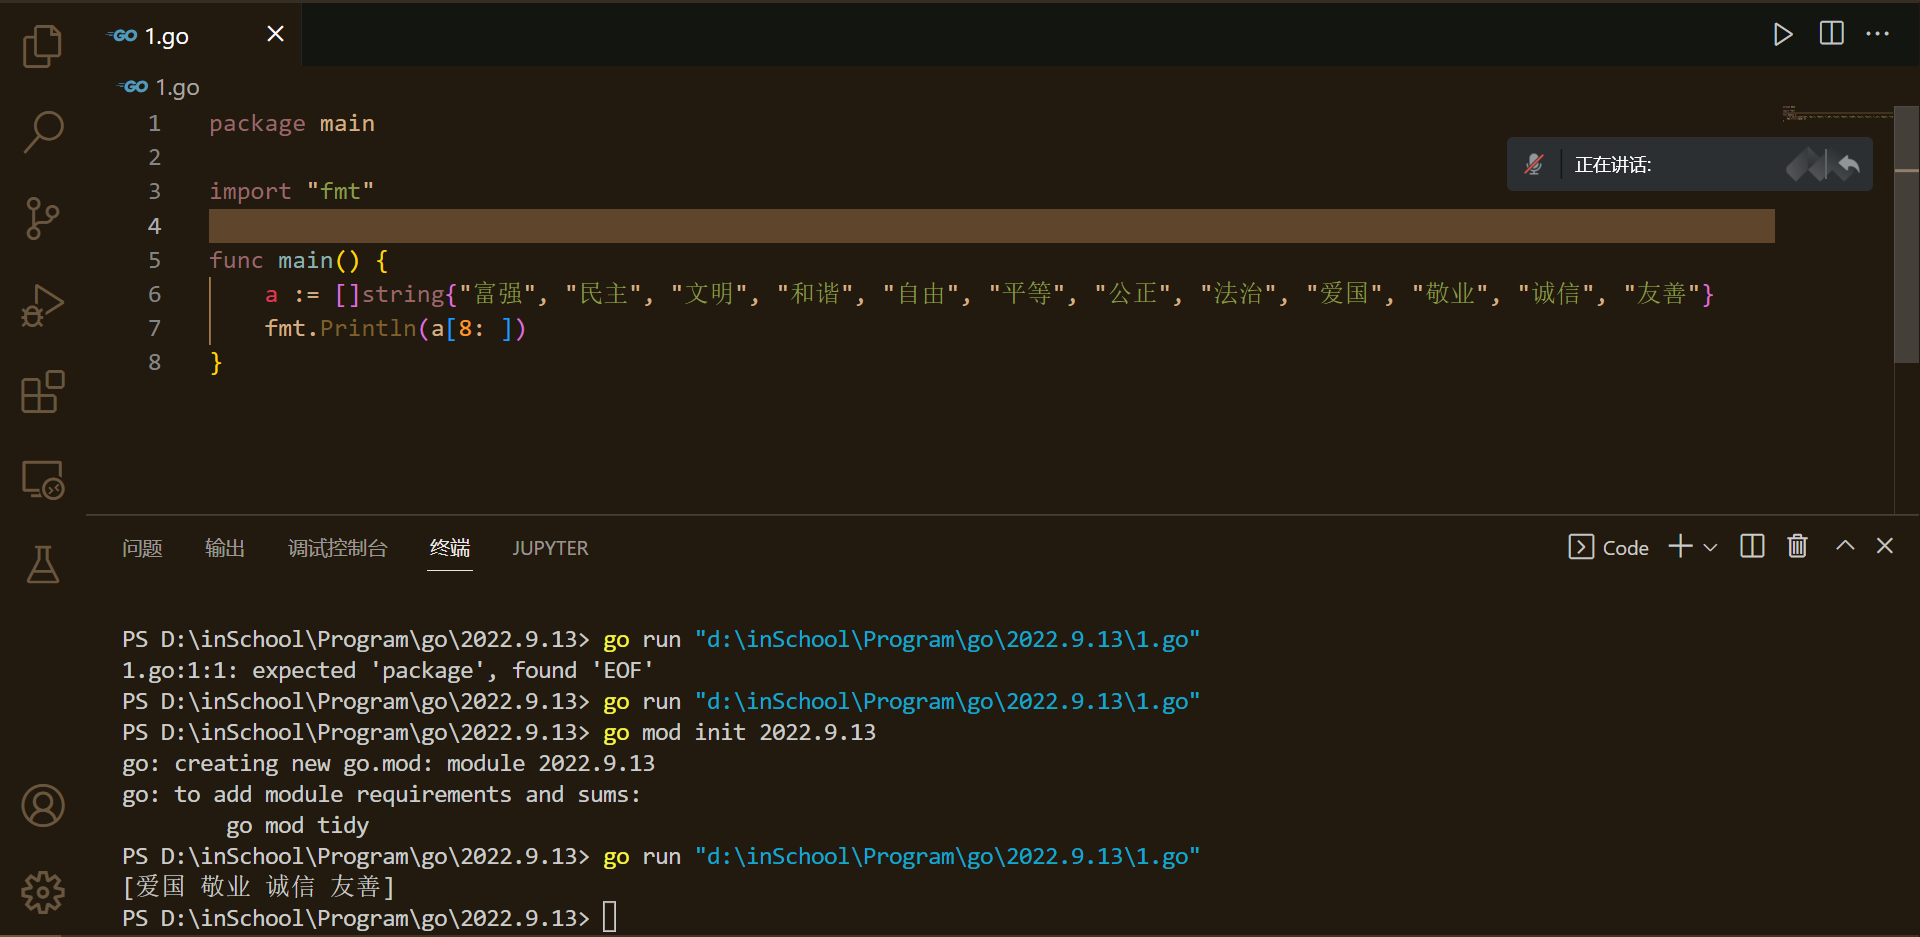 GO 1.go
GO 1.go
1 package main
2
3 import "fmt"
正在讲话:
4
5 func main() {
6 a := []string{"富强", "民主", "文明", "和谐", "自由", "平等", "公正", "法治", "爱国", "敬业", "诚信", "友善"}
7 fmt.Println(a[8: ])
8 }
问题 输出 调试控制台 终端 JUPYTER Code
PS D:\inSchool\Program\go\2022.9.13> go run "d:\inSchool\Program\go\2022.9.13\1.go"
1.go:1:1: expected 'package', found 'EOF'
PS D:\inSchool\Program\go\2022.9.13> go run "d:\inSchool\Program\go\2022.9.13\1.go"
PS D:\inSchool\Program\go\2022.9.13> go mod init 2022.9.13
go: creating new go.mod: module 2022.9.13
go: to add module requirements and sums:
go mod tidy
PS D:\inSchool\Program\go\2022.9.13> go run "d:\inSchool\Program\go\2022.9.13\1.go"
[爱国 敬业 诚信 友善]
PS D:\inSchool\Program\go\2022.9.13>